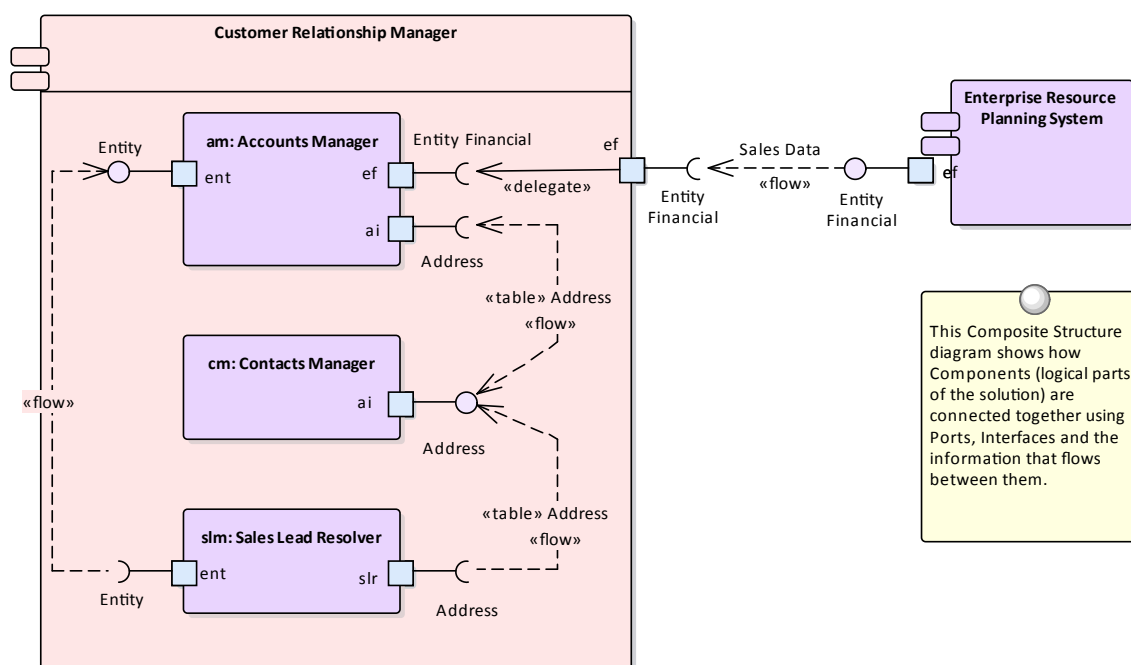 Customer Relationship Manager
Enterprise Resource
Planning System
am: Accounts Manager
Entity
ent
Entity Financial
ef
«delegate»
ef
Entity
Financial
Sales Data
«flow»
Entity
Financial
ef
ai
Address
«table» Address
«flow»
cm: Contacts Manager
ai
Address
«flow»
«table» Address
«flow»
slm: Sales Lead Resolver
ent
Entity
slr
Address
This Composite Structure
diagram shows how
Components (logical parts
of the solution) are
connected together using
Ports, Interfaces and the
information that flows
between them.